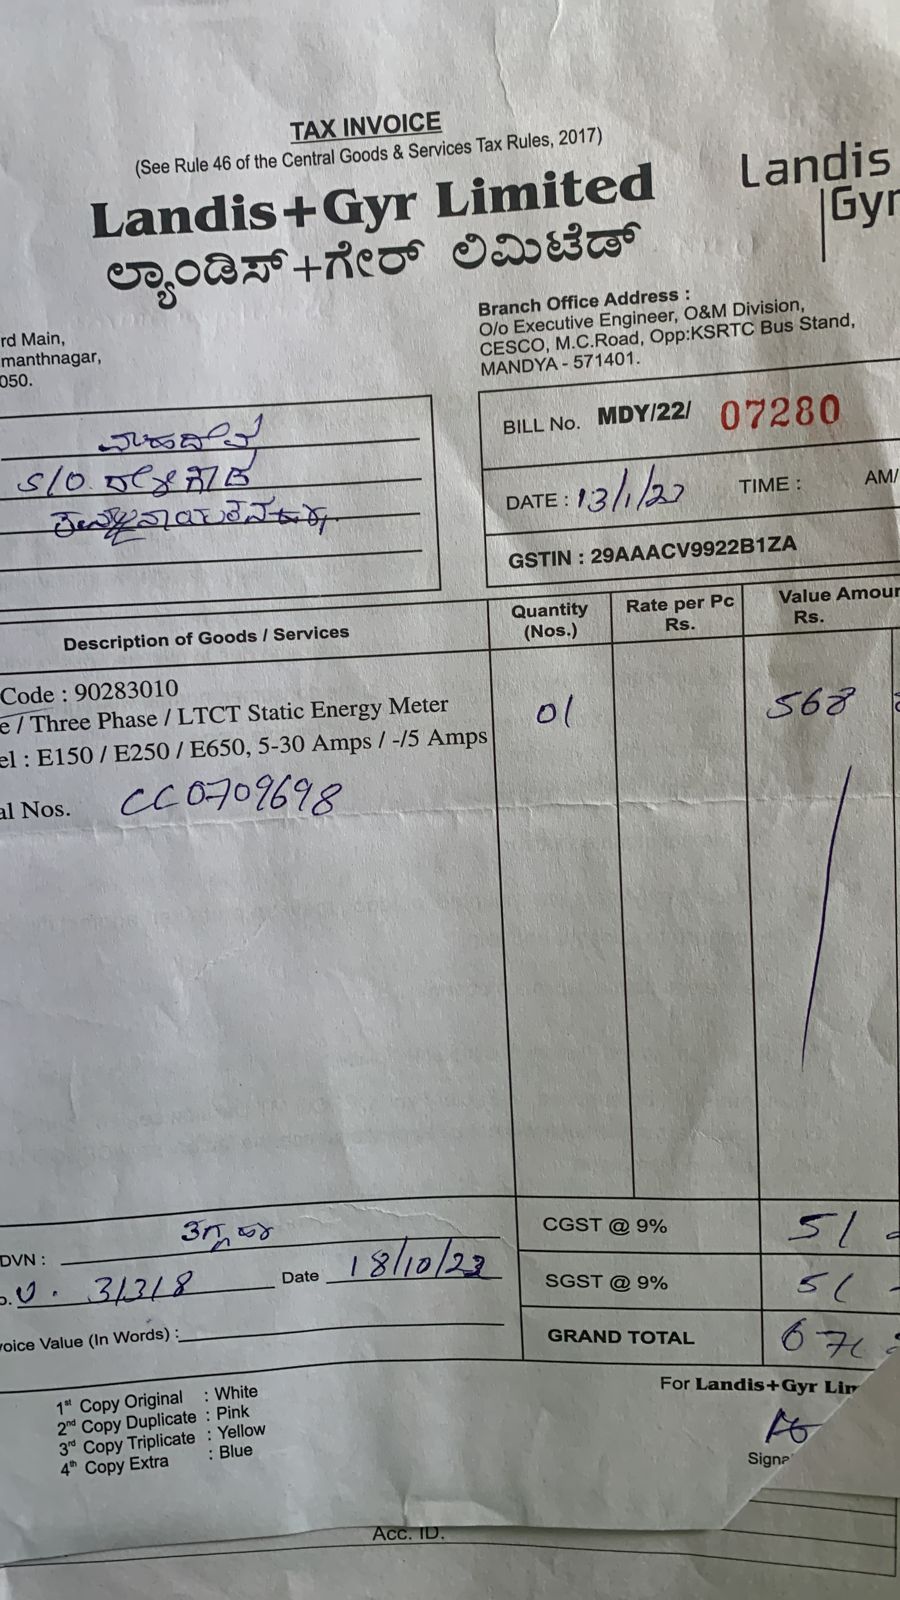 TAX INVOICE
(See Rule 46 of the Central Goods & Services Tax Rules, 2017)
Landis+Gyr Limited
ಲ್ಯಾಂಡಿಸ್+ಗೇರ್ ಲಿಮಿಟೆಡ್
Landis
Gyr
rd Main,
manthnagar,
050.
Branch Office Address :
O/o Executive Engineer, O&M Division,
CESCO, M.C.Road, Opp:KSRTC Bus Stand,
MANDYA - 571401.
S/O
BILL No. MDY/22/ 07280
DATE : 13/1/23 TIME : AM/
GSTIN : 29AAACV9922B1ZA
Description of Goods / Services
Quantity
(Nos.)
Rate per Pc
Rs.
Value Amour
Rs.
Code : 90283010
e / Three Phase / LTCT Static Energy Meter
el : E150 / E250 / E650, 5-30 Amps / -/5 Amps
01
568
al Nos. CC0709698
CGST @ 9% 51
SGST @ 9% 51
GRAND TOTAL 670
DVN :
o. 31318 Date 18/10/22
voice Value (In Words) :
1st Copy Original : White
2nd Copy Duplicate : Pink
3rd Copy Triplicate : Yellow
4th Copy Extra : Blue
For Landis+Gyr Lim
Signa
Acc. ID.